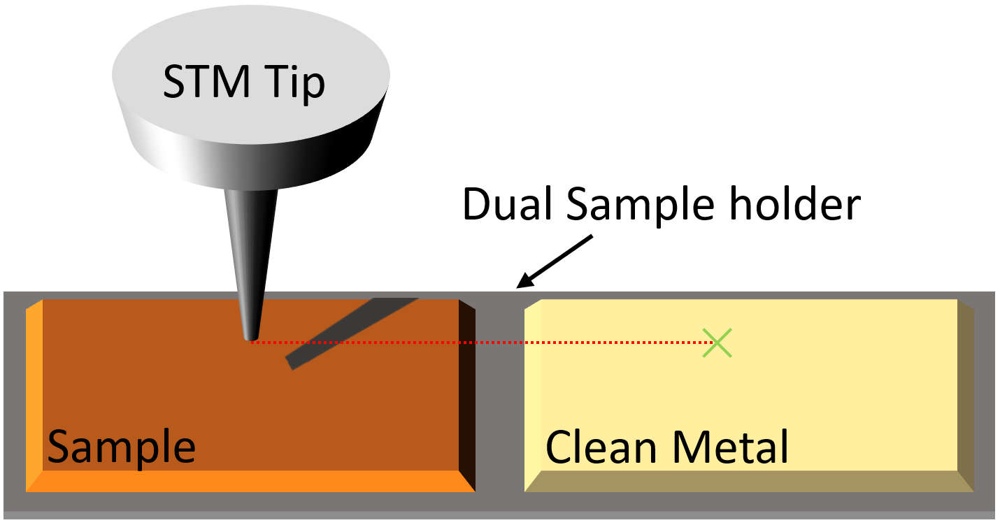 STM Tip
Dual Sample holder
Sample
Clean Metal